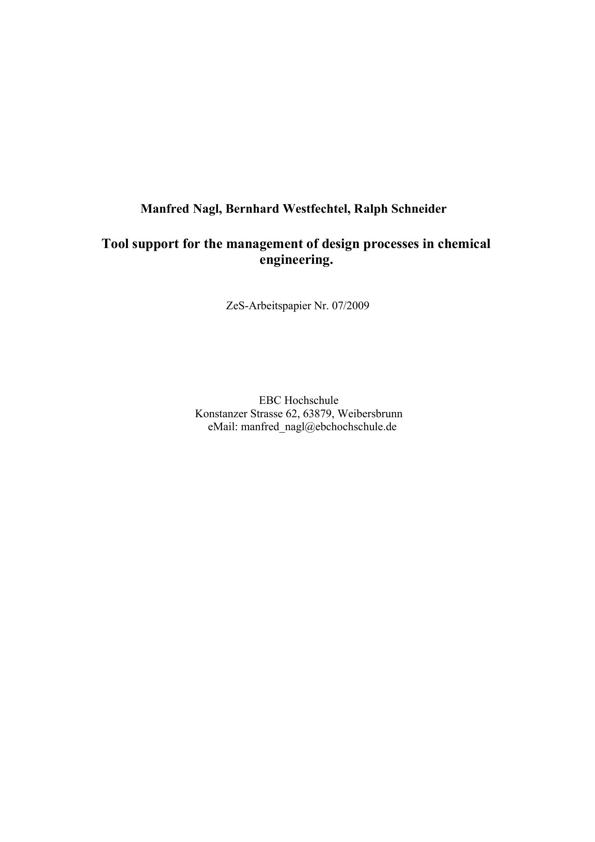 Manfred Nagl, Bernhard Westfechtel, Ralph Schneider
Tool support for the management of design processes in chemical
engineering.
ZeS-Arbeitspapier Nr. 07/2009
EBC Hochschule
Konstanzer Strasse 62, 63879, Weibersbrunn
eMail: manfred_nagl@ebchochschule.de